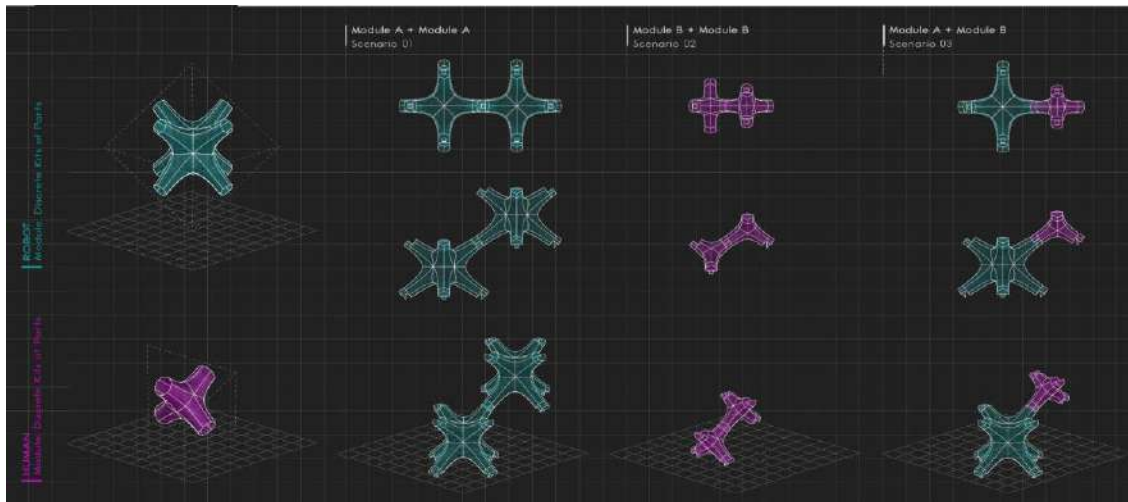 Module A + Module A
Scenario 01
Module B + Module B
Scenario 02
Module A + Module B
Scenario 03
ROBOT
Module: Discrete Kits of Parts
HUMAN
Module: Discrete Kits of Parts